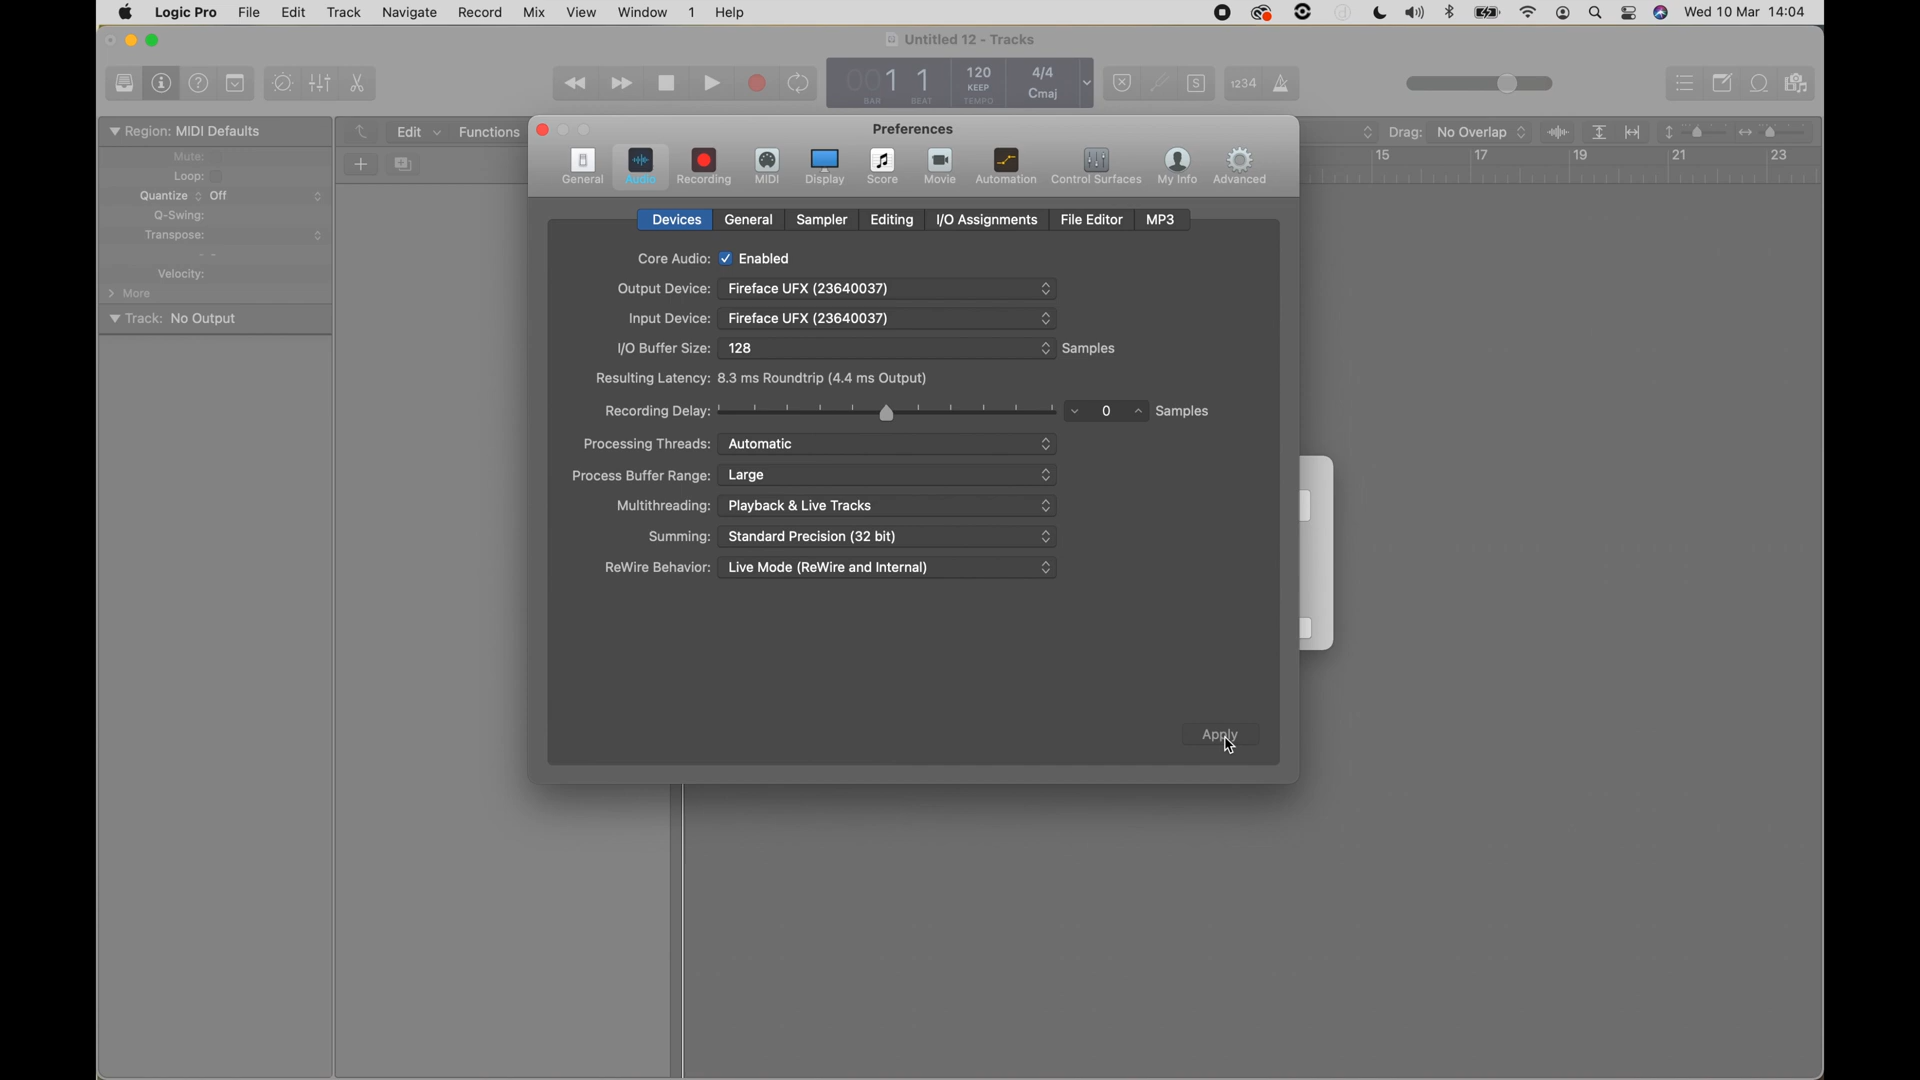 Logic Pro File Edit Track Navigate Record Mix View Window 1 Help Wed 10 Mar 14:04
Untitled 12 - Tracks
001 1 120 4/4
KEEP Cmaj
BAR BEAT TEMPO
S 1234
Region: MIDI Defaults
Edit Functions Drag: No Overlap
Preferences
Mute:
Loop:
Quantize Off
Q-Swing:
Transpose:
- -
Velocity:
More
Track: No Output
15 17 19 21 23
General Audio Recording MIDI Display Score Movie Automation Control Surfaces My Info Advanced
Devices General Sampler Editing I/O Assignments File Editor MP3
Core Audio: Enabled
Output Device: Fireface UFX (23640037)
Input Device: Fireface UFX (23640037)
I/O Buffer Size: 128 Samples
Resulting Latency: 8.3 ms Roundtrip (4.4 ms Output)
Recording Delay: 0 Samples
Processing Threads: Automatic
Process Buffer Range: Large
Multithreading: Playback & Live Tracks
Summing: Standard Precision (32 bit)
ReWire Behavior: Live Mode (ReWire and Internal)
Apply